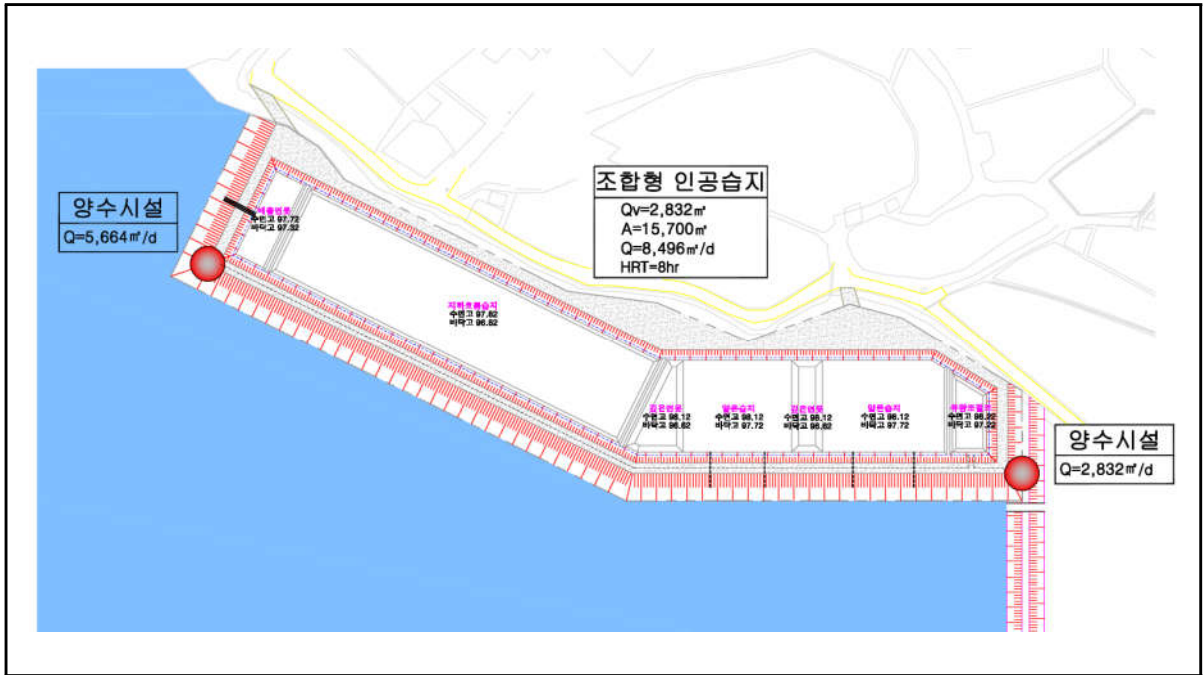 조합형 인공습지
Qv=2,832㎥
A=15,700㎡
Q=8,496㎥/d
HRT=8hr
양수시설
Q=5,664㎥/d
배출연못
수면고 97.72
바닥고 97.32
지하흐름습지
수면고 97.82
바닥고 96.82
깊은연못
수면고 98.12
바닥고 96.62
얕은습지
수면고 98.12
바닥고 97.72
깊은연못
수면고 98.12
바닥고 96.62
얕은습지
수면고 98.12
바닥고 97.72
수면고 98.22
바닥고 97.22
양수시설
Q=2,832㎥/d